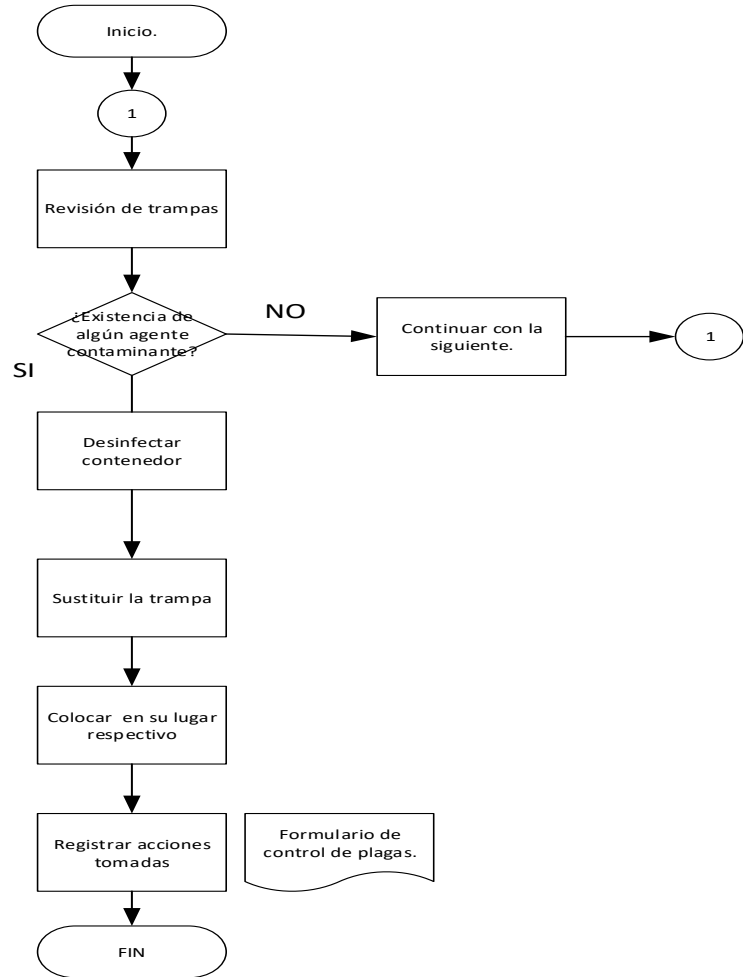 Inicio.
1
Revisión de trampas
¿Existencia de
algún agente
contaminante?
NO
Continuar con la
siguiente.
1
SI
Desinfectar
contenedor
Sustituir la trampa
Colocar en su lugar
respectivo
Registrar acciones
tomadas
Formulario de
control de plagas.
FIN